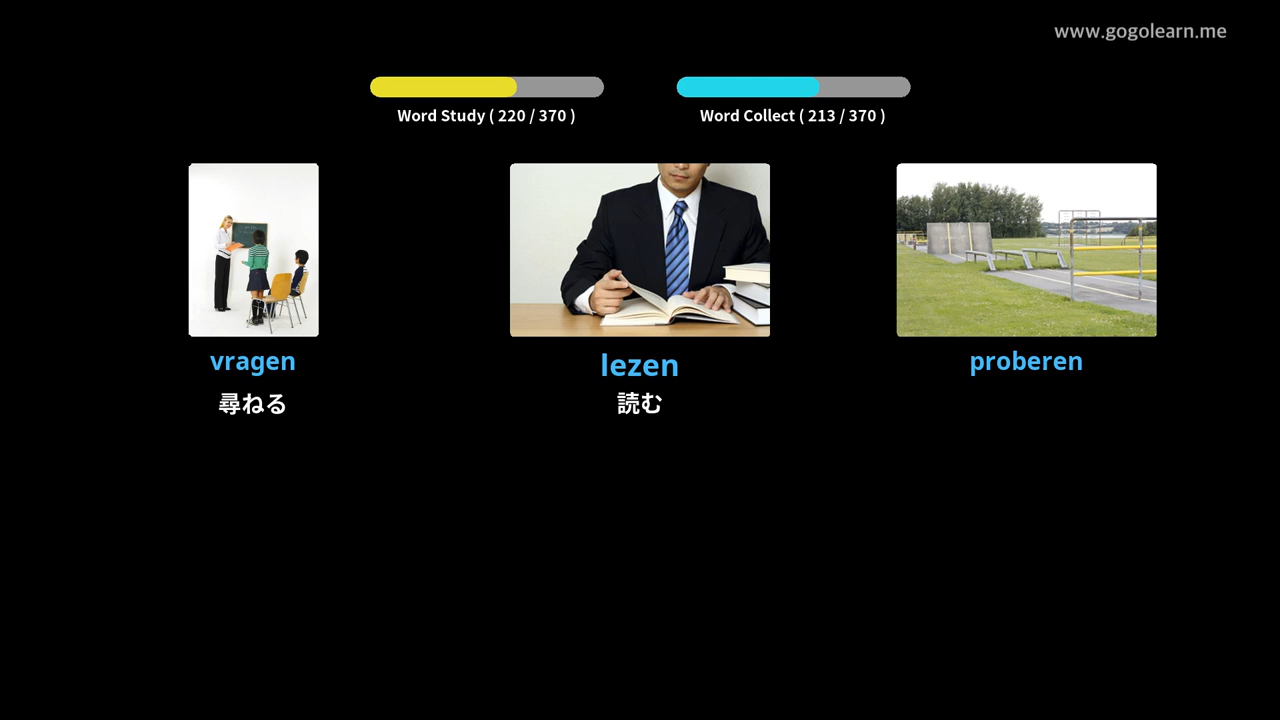 www.gogolearn.me
Word Study ( 220 / 370 )
Word Collect ( 213 / 370 )
vragen
尋ねる
lezen
読む
proberen